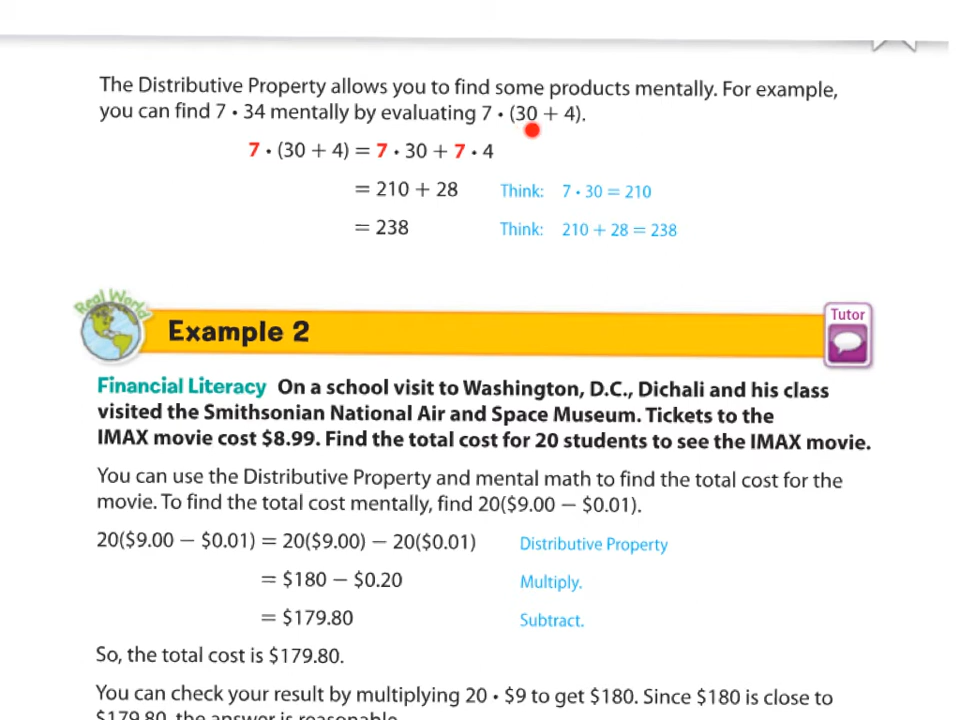 The Distributive Property allows you to find some products mentally. For example,
you can find 7 • 34 mentally by evaluating 7 • (30 + 4).
7 • (30 + 4) = 7 • 30 + 7 • 4
= 210 + 28 Think: 7 • 30 = 210
= 238 Think: 210 + 28 = 238
Real World
Example 2
Tutor
Financial Literacy On a school visit to Washington, D.C., Dichali and his class
visited the Smithsonian National Air and Space Museum. Tickets to the
IMAX movie cost $8.99. Find the total cost for 20 students to see the IMAX movie.
You can use the Distributive Property and mental math to find the total cost for the
movie. To find the total cost mentally, find 20($9.00 − $0.01).
20($9.00 − $0.01) = 20($9.00) − 20($0.01) Distributive Property
= $180 − $0.20 Multiply.
= $179.80 Subtract.
So, the total cost is $179.80.
You can check your result by multiplying 20 • $9 to get $180. Since $180 is close to
$179.80, the answer is reasonable.